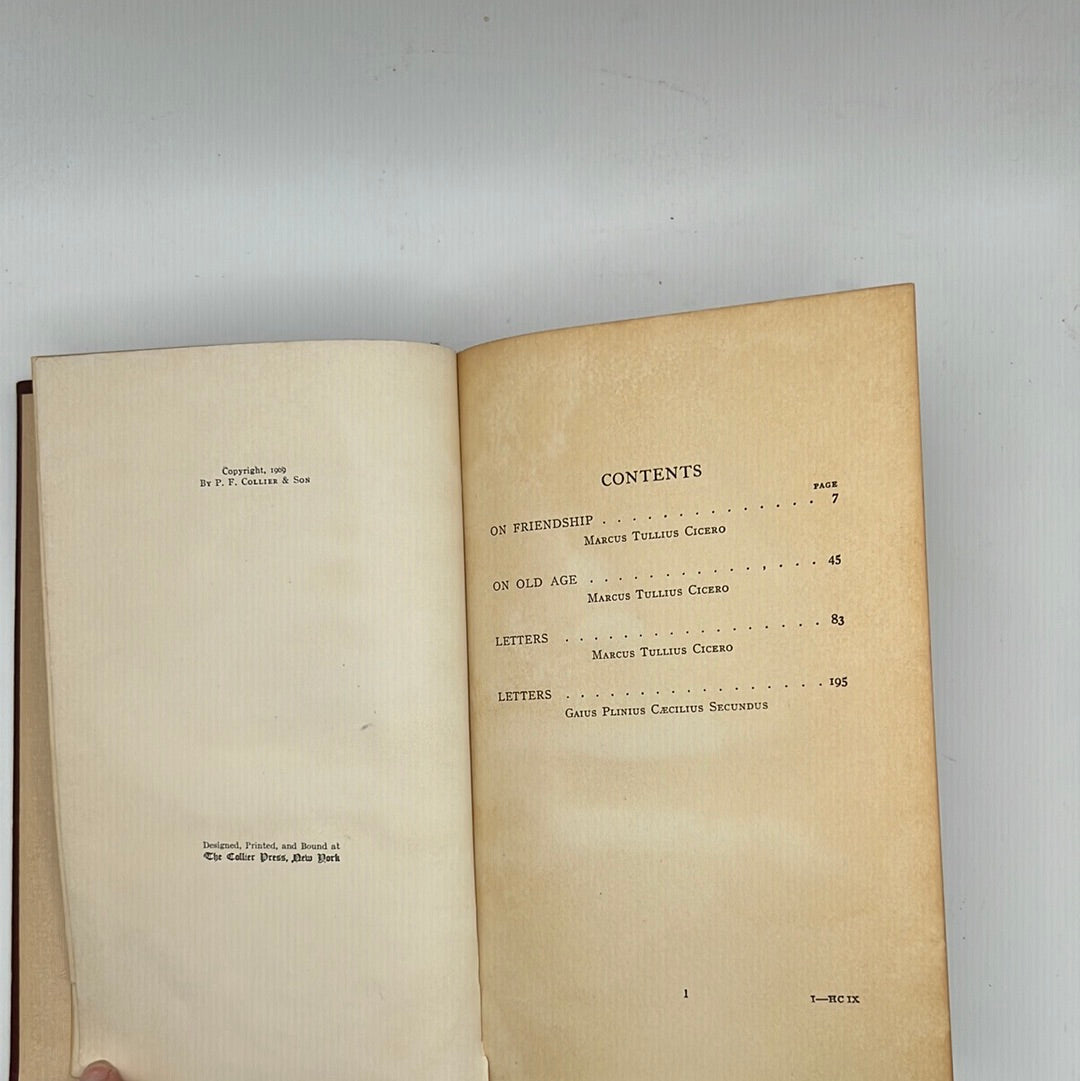 Copyright, 1909
By P. F. Collier & Son
Designed, Printed, and Bound at
The Collier Press, New York
CONTENTS
PAGE
ON FRIENDSHIP . . . . . . . . . . . . . . . 7
Marcus Tullius Cicero
ON OLD AGE . . . . . . . . . . . . . . . . 45
Marcus Tullius Cicero
LETTERS . . . . . . . . . . . . . . . . . . 83
Marcus Tullius Cicero
LETTERS . . . . . . . . . . . . . . . . . . 195
Gaius Plinius Cæcilius Secundus
1
I—HC IX